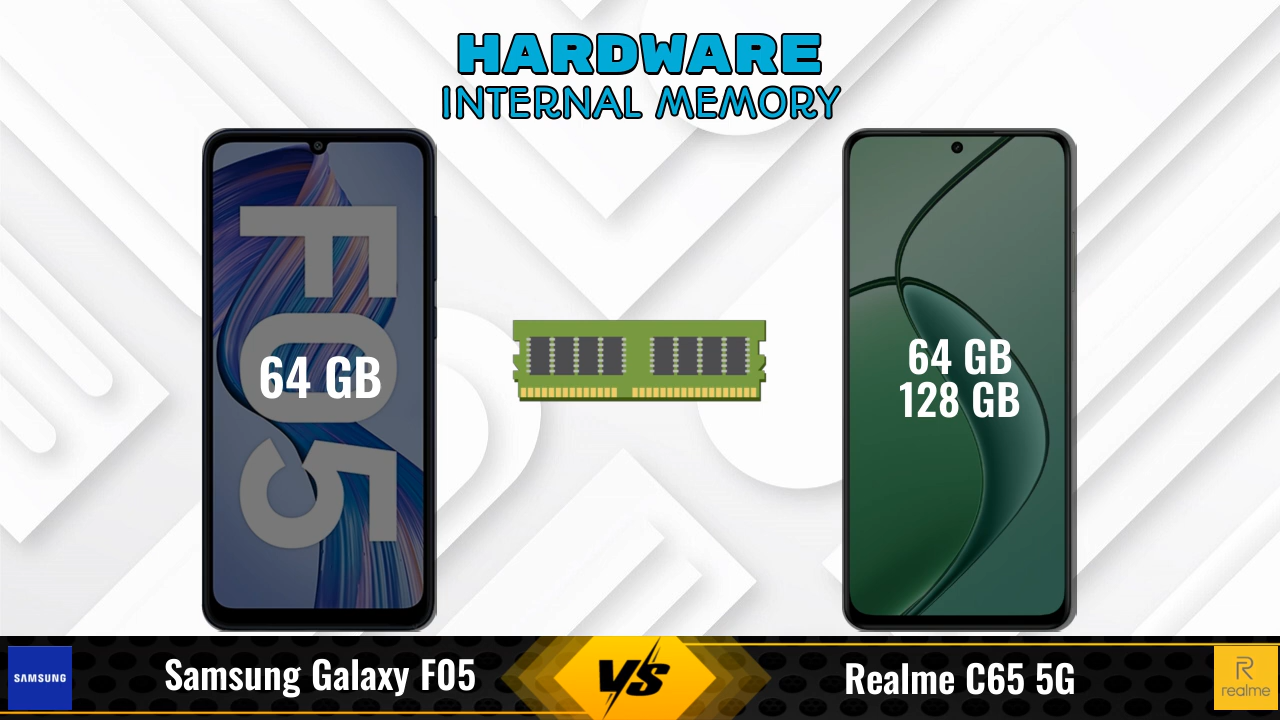 HARDWARE
INTERNAL MEMORY
F05
64 GB
64 GB
128 GB
SAMSUNG
Samsung Galaxy F05
VS
Realme C65 5G
R
realme